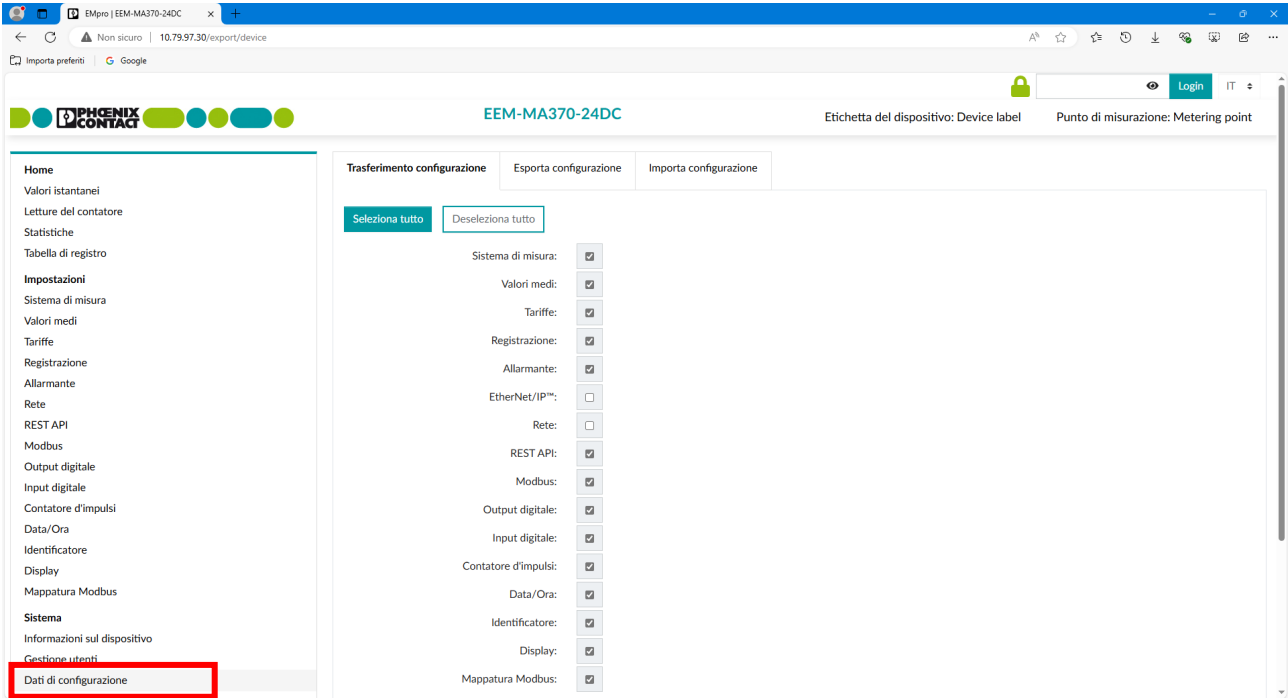 EMpro | EEM-MA370-24DC
Non sicuro | 10.79.97.30/export/device
Importa preferiti
Google
Login
IT
PHŒNIX
CONTACT
EEM-MA370-24DC
Etichetta del dispositivo: Device label
Punto di misurazione: Metering point
Home
Valori istantanei
Letture del contatore
Statistiche
Tabella di registro
Impostazioni
Sistema di misura
Valori medi
Tariffe
Registrazione
Allarmante
Rete
REST API
Modbus
Output digitale
Input digitale
Contatore d'impulsi
Data/Ora
Identificatore
Display
Mappatura Modbus
Sistema
Informazioni sul dispositivo
Gestione utenti
Dati di configurazione
Trasferimento configurazione
Esporta configurazione
Importa configurazione
Seleziona tutto
Deseleziona tutto
Sistema di misura:
Valori medi:
Tariffe:
Registrazione:
Allarmante:
EtherNet/IP™:
Rete:
REST API:
Modbus:
Output digitale:
Input digitale:
Contatore d'impulsi:
Data/Ora:
Identificatore:
Display:
Mappatura Modbus: